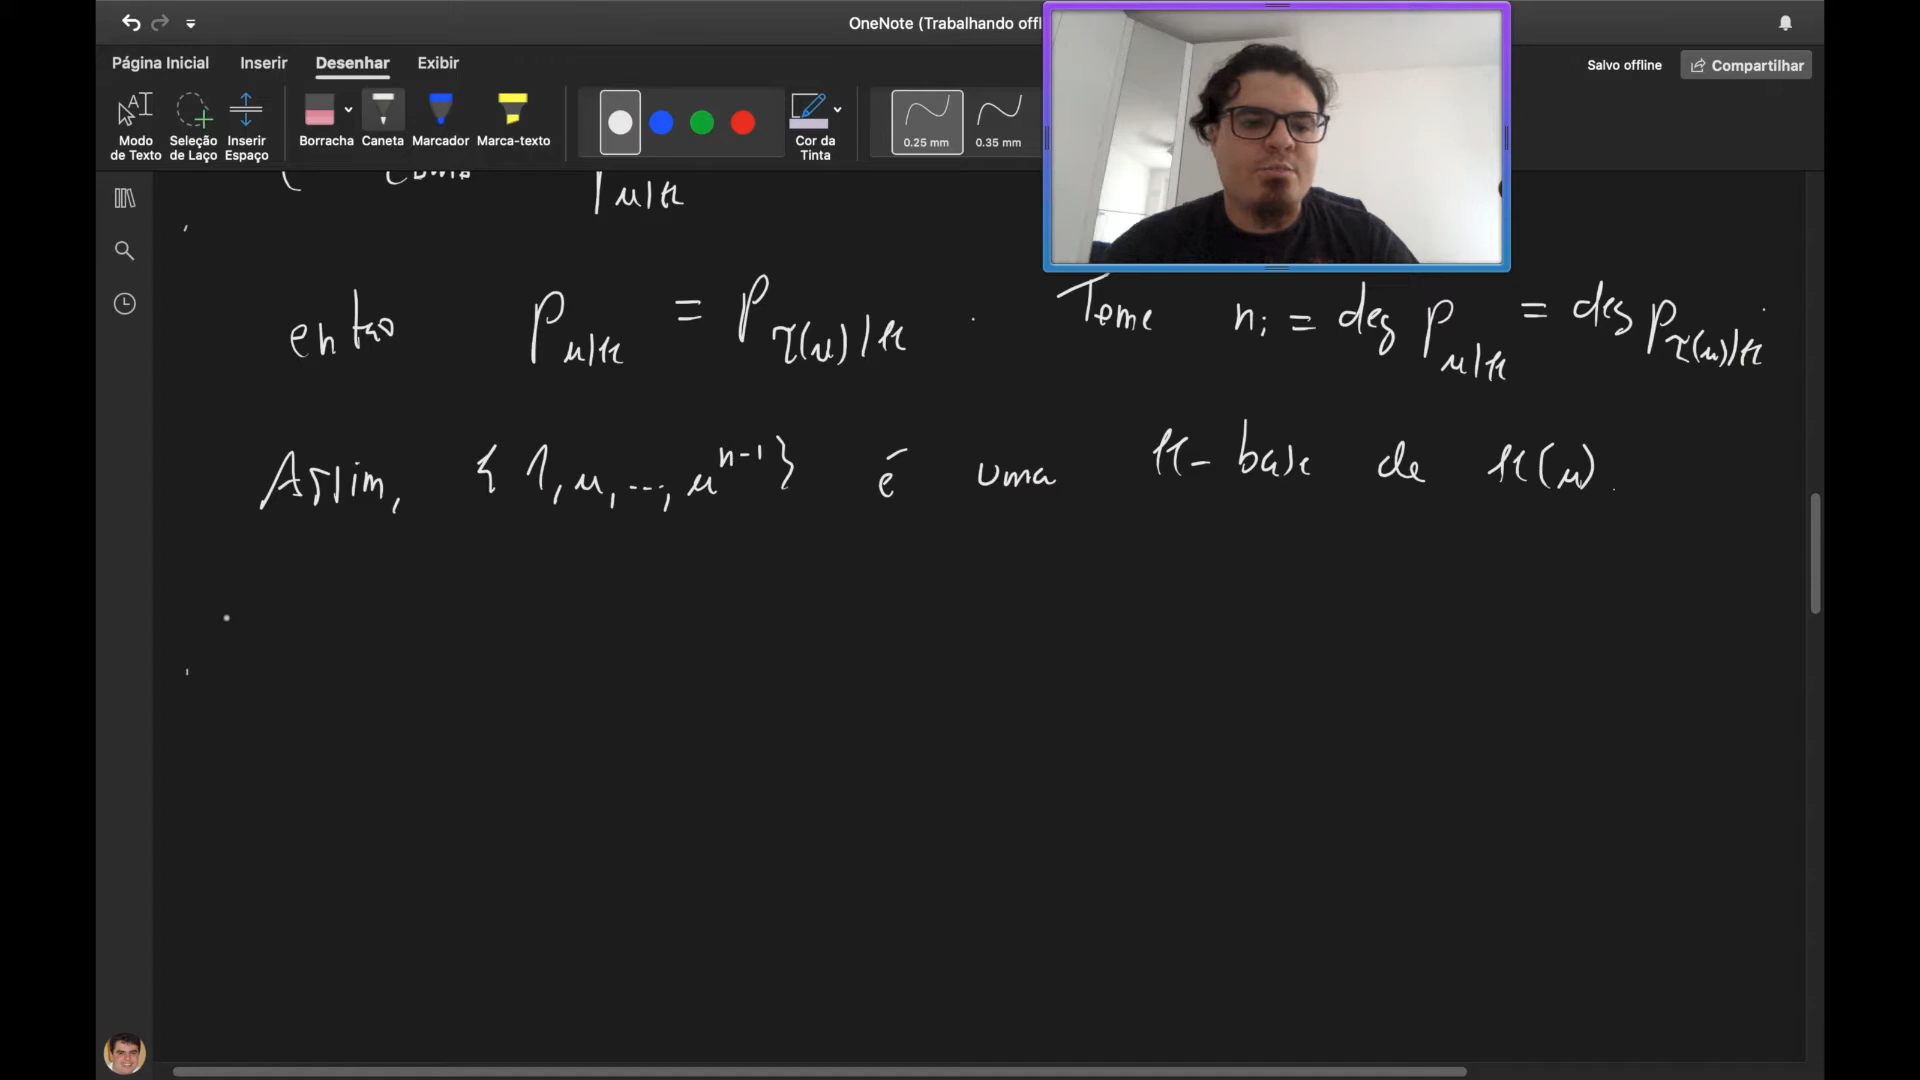 OneNote (Trabalhando offl
Página Inicial Inserir Desenhar Exibir
Salvo offline Compartilhar
Modo de Texto Seleção de Laço Inserir Espaço Borracha Caneta Marcador Marca-texto Cor da Tinta 0.25 mm 0.35 mm
Como p_{u|K}
então p_{u|K} = p_{τ(u)|K} . Tome n := deg p_{u|K} = deg p_{τ(u)|K}.
Assim, {1, u, ..., u^{n-1}} é uma K-base de K(u).